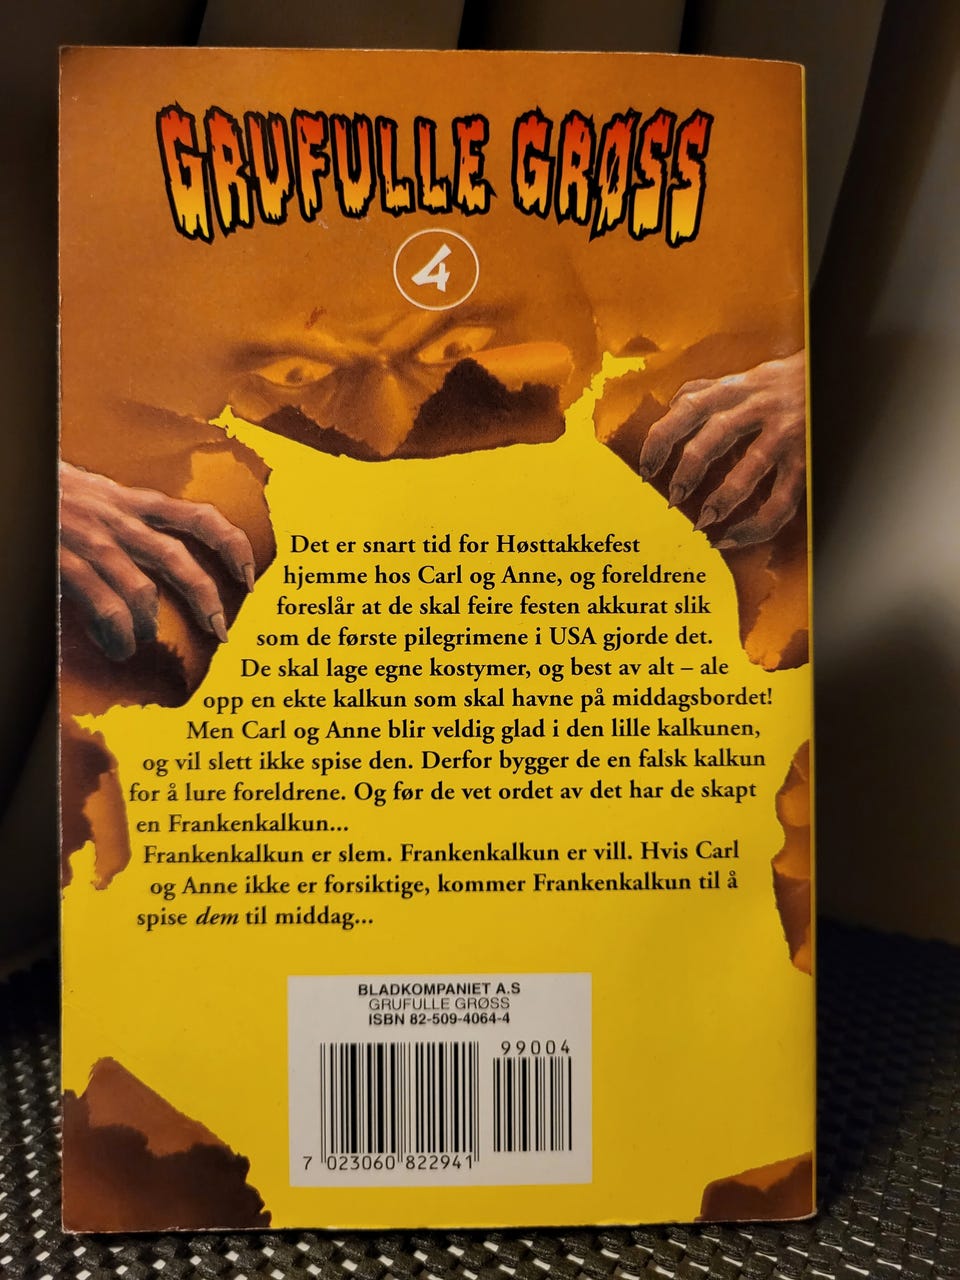 GRUFULLE GRØSS
4
Det er snart tid for Høsttakkefest
hjemme hos Carl og Anne, og foreldrene
foreslår at de skal feire festen akkurat slik
som de første pilegrimene i USA gjorde det.
De skal lage egne kostymer, og best av alt – ale
opp en ekte kalkun som skal havne på middagsbordet!
Men Carl og Anne blir veldig glad i den lille kalkunen,
og vil slett ikke spise den. Derfor bygger de en falsk kalkun
for å lure foreldrene. Og før de vet ordet av det har de skapt
en Frankenkalkun...
Frankenkalkun er slem. Frankenkalkun er vill. Hvis Carl
og Anne ikke er forsiktige, kommer Frankenkalkun til å
spise dem til middag...
BLADKOMPANIET A.S
GRUFULLE GRØSS
ISBN 82-509-4064-4
99004
7 023060 822941